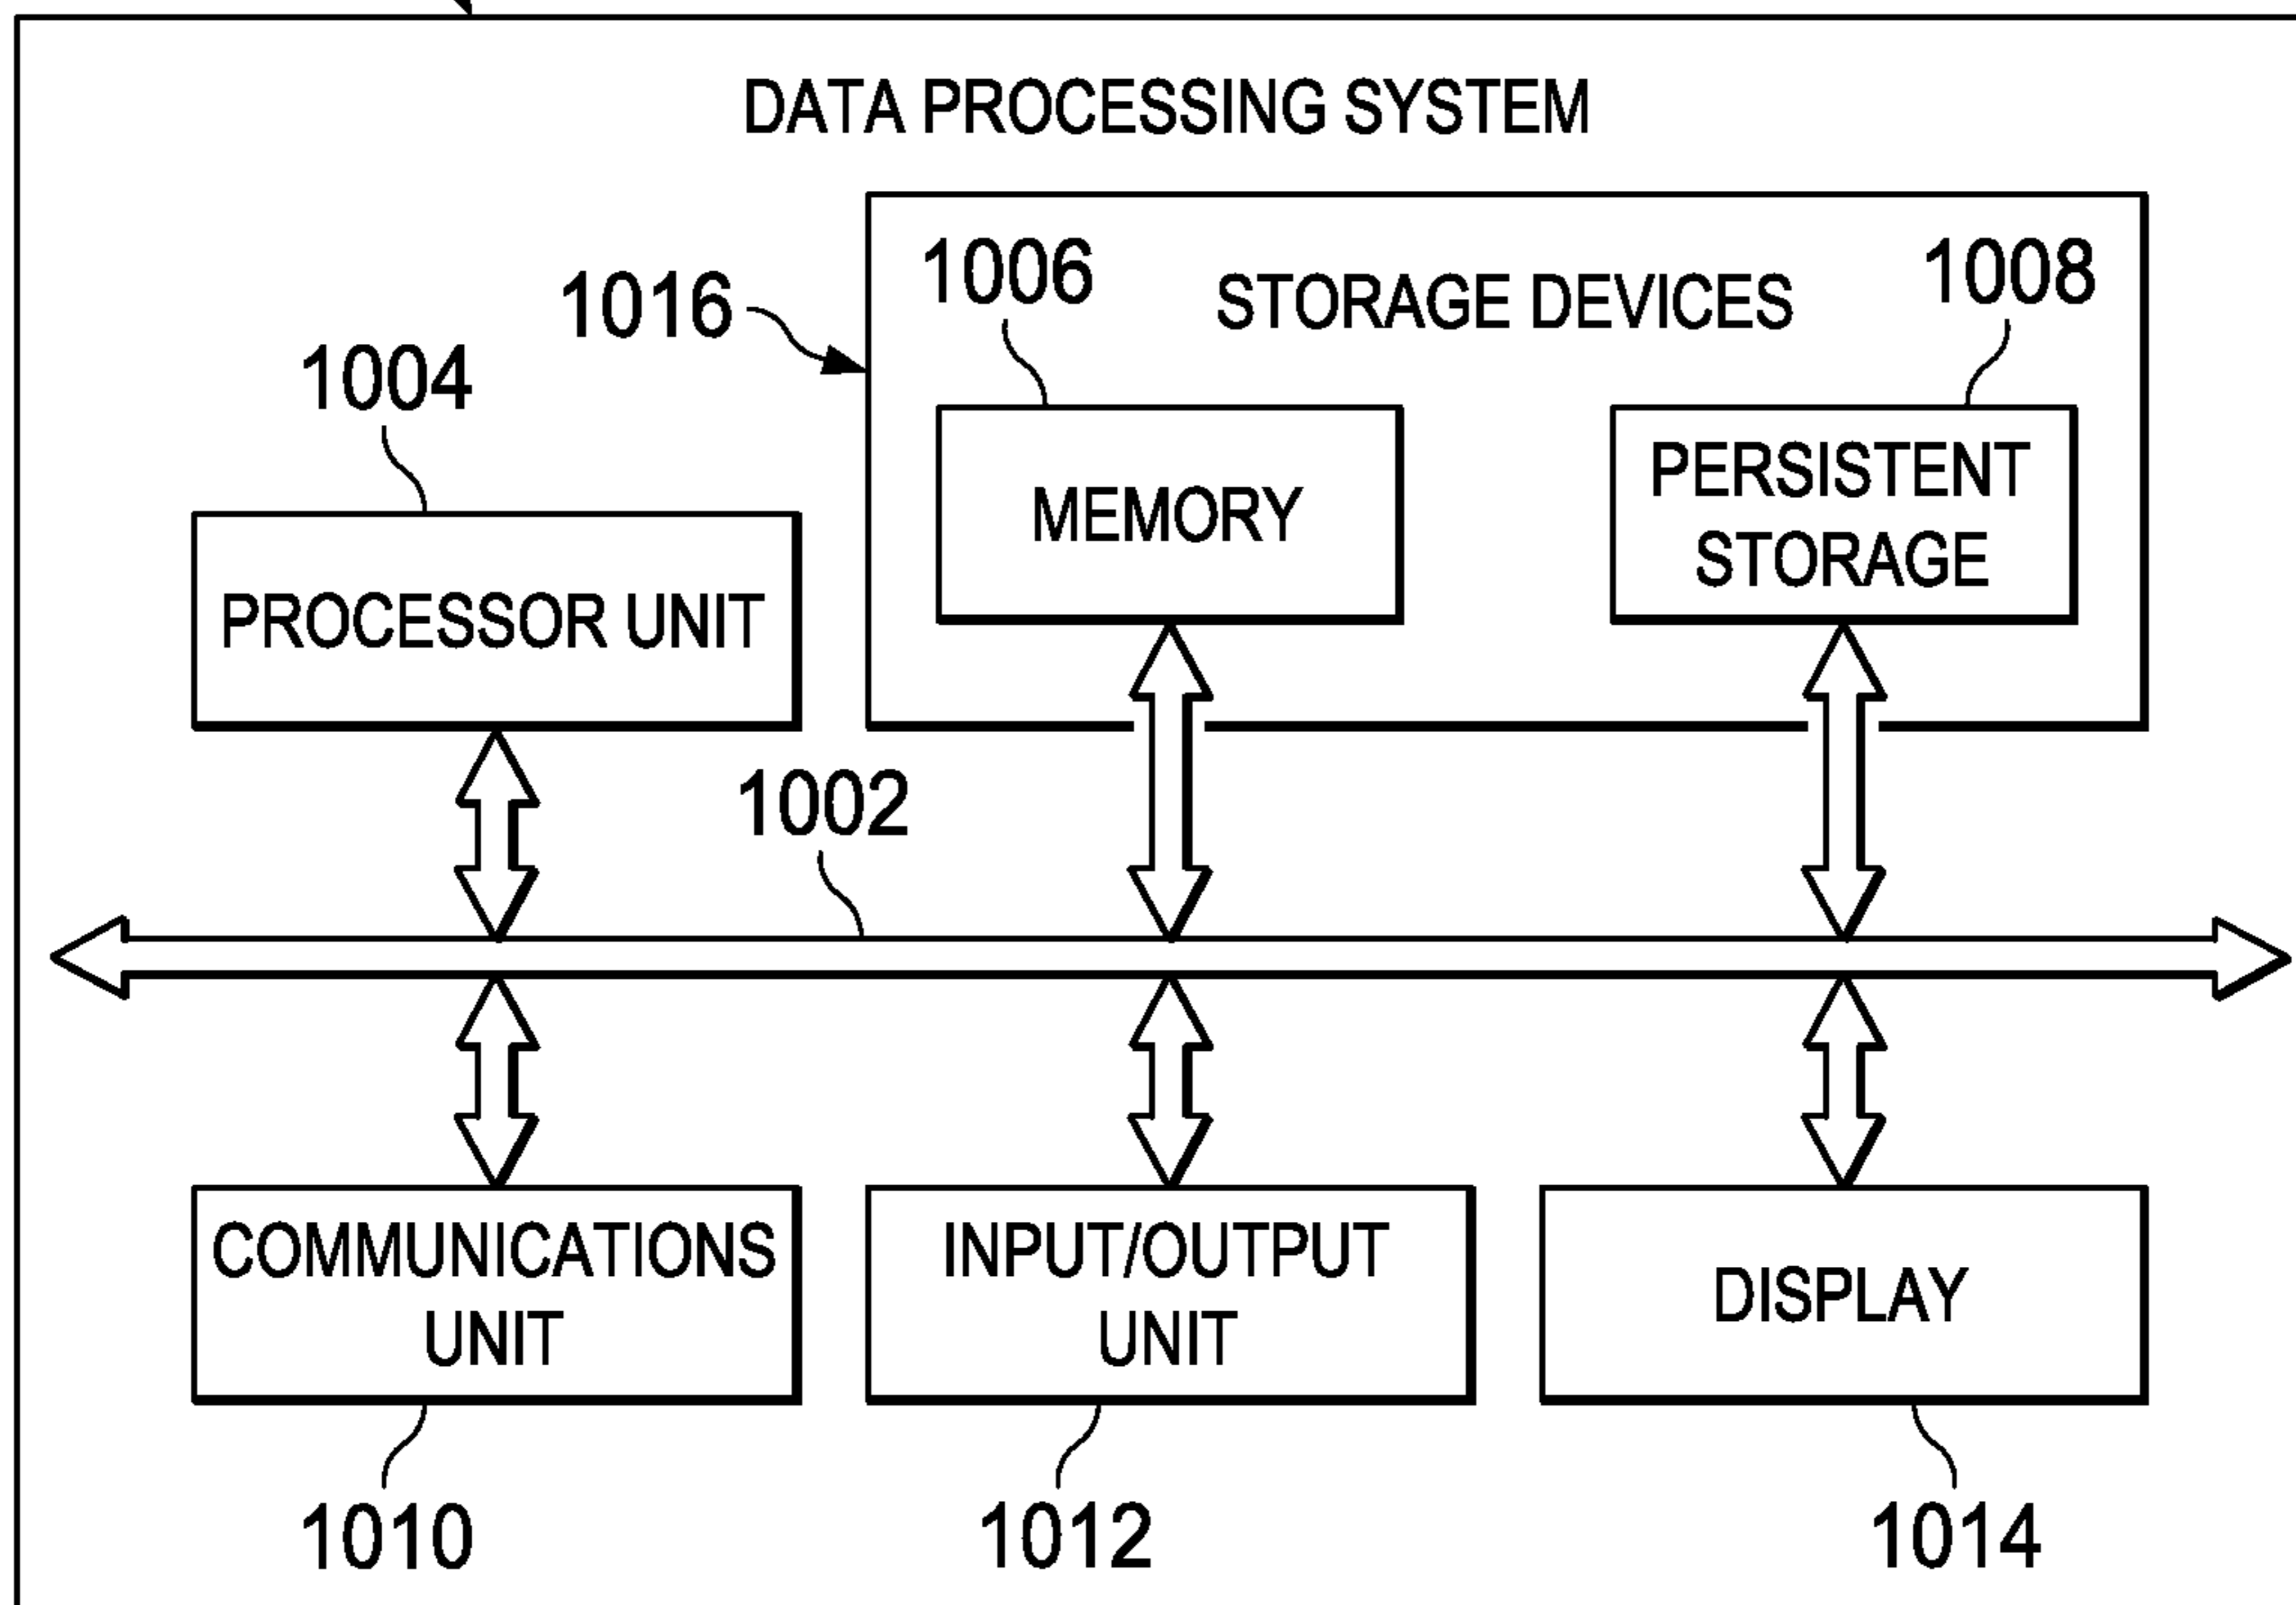 DATA PROCESSING SYSTEM
1016
1006
STORAGE DEVICES
1008
1004
MEMORY
PERSISTENT
STORAGE
PROCESSOR UNIT
1002
COMMUNICATIONS
UNIT
INPUT/OUTPUT
UNIT
DISPLAY
1010
1012
1014